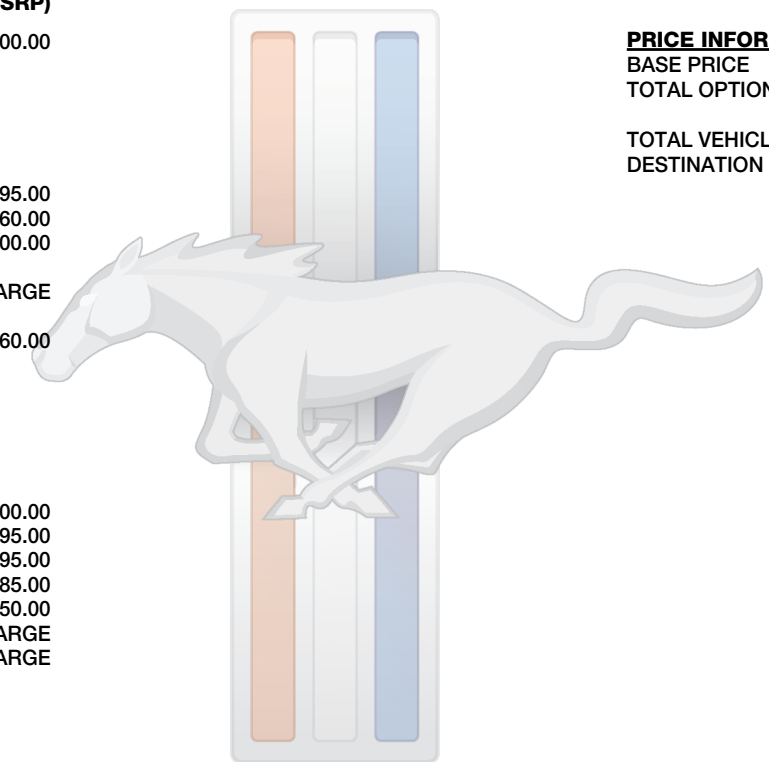 SRP)
00.00
95.00
60.00
00.00
ARGE
60.00
00.00
95.00
95.00
85.00
50.00
ARGE
ARGE
PRICE INFOR
BASE PRICE
TOTAL OPTION
TOTAL VEHICL
DESTINATION